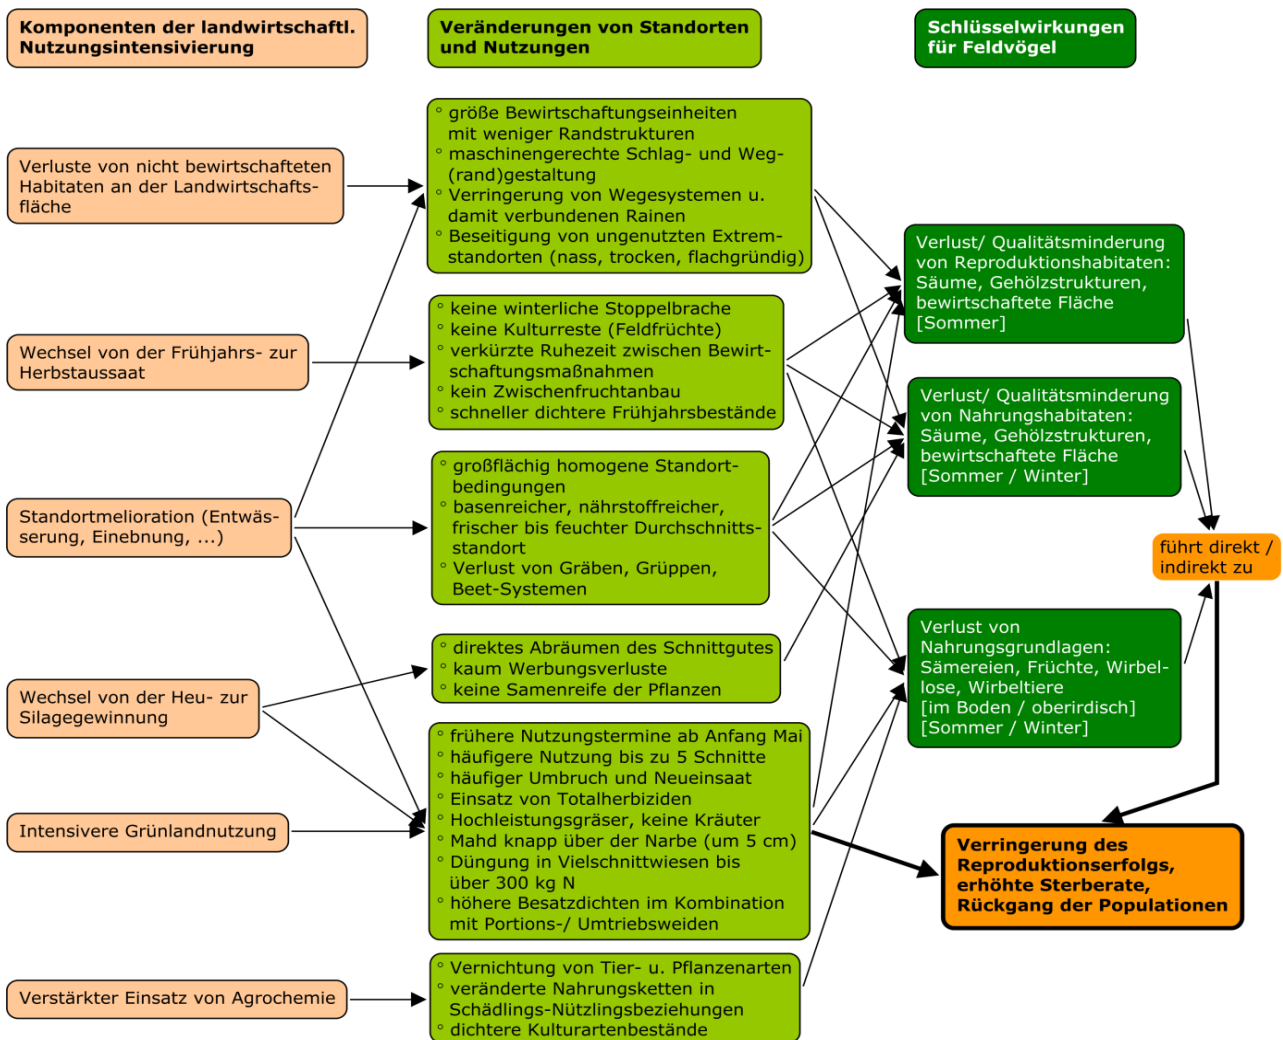 Komponenten der landwirtschaftl.
Nutzungsintensivierung
Veränderungen von Standorten
und Nutzungen
Schlüsselwirkungen
für Feldvögel
Verluste von nicht bewirtschafteten
Habitaten an der Landwirtschafts-
fläche
Wechsel von der Frühjahrs- zur
Herbstaussaat
Standortmelioration (Entwäs-
serung, Einebnung, ...)
Wechsel von der Heu- zur
Silagegewinnung
Intensivere Grünlandnutzung
Verstärkter Einsatz von Agrochemie
° größe Bewirtschaftungseinheiten
mit weniger Randstrukturen
° maschinengerechte Schlag- und Weg-
(rand)gestaltung
° Verringerung von Wegesystemen u.
damit verbundenen Rainen
° Beseitigung von ungenutzten Extrem-
standorten (nass, trocken, flachgründig)
° keine winterliche Stoppelbrache
° keine Kulturreste (Feldfrüchte)
° verkürzte Ruhezeit zwischen Bewirt-
schaftungsmaßnahmen
° kein Zwischenfruchtanbau
° schneller dichtere Frühjahrsbestände
° großflächig homogene Standort-
bedingungen
° basenreicher, nährstoffreicher,
frischer bis feuchter Durchschnitts-
standort
° Verlust von Gräben, Grüppen,
Beet-Systemen
° direktes Abräumen des Schnittgutes
° kaum Werbungsverluste
° keine Samenreife der Pflanzen
° frühere Nutzungstermine ab Anfang Mai
° häufigere Nutzung bis zu 5 Schnitte
° häufiger Umbruch und Neueinsaat
° Einsatz von Totalherbiziden
° Hochleistungsgräser, keine Kräuter
° Mahd knapp über der Narbe (um 5 cm)
° Düngung in Vielschnittwiesen bis
über 300 kg N
° höhere Besatzdichten im Kombination
mit Portions-/ Umtriebsweiden
° Vernichtung von Tier- u. Pflanzenarten
° veränderte Nahrungsketten in
Schädlings-Nützlingsbeziehungen
° dichtere Kulturartenbestände
Verlust/ Qualitätsminderung
von Reproduktionshabitaten:
Säume, Gehölzstrukturen,
bewirtschaftete Fläche
[Sommer]
Verlust/ Qualitätsminderung
von Nahrungshabitaten:
Säume, Gehölzstrukturen,
bewirtschaftete Fläche
[Sommer / Winter]
Verlust von
Nahrungsgrundlagen:
Sämereien, Früchte, Wirbel-
lose, Wirbeltiere
[im Boden / oberirdisch]
[Sommer / Winter]
führt direkt /
indirekt zu
Verringerung des
Reproduktionserfolgs,
erhöhte Sterberate,
Rückgang der Populationen